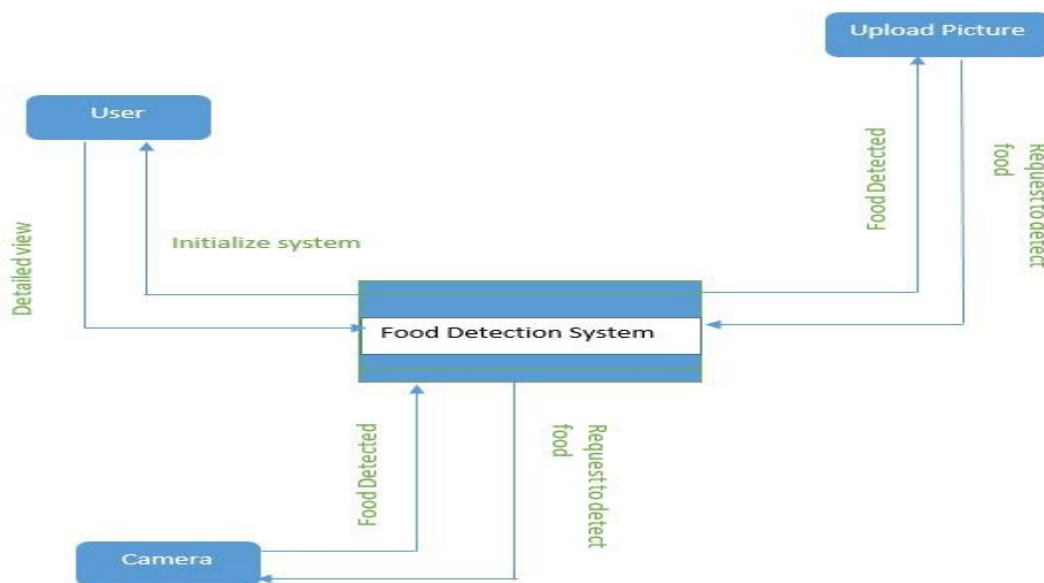 Upload Picture
User
Food Detected
Request to detect
food
Detailed view
Initialize system
Food Detection System
Food Detected
Request to detect
food
Camera